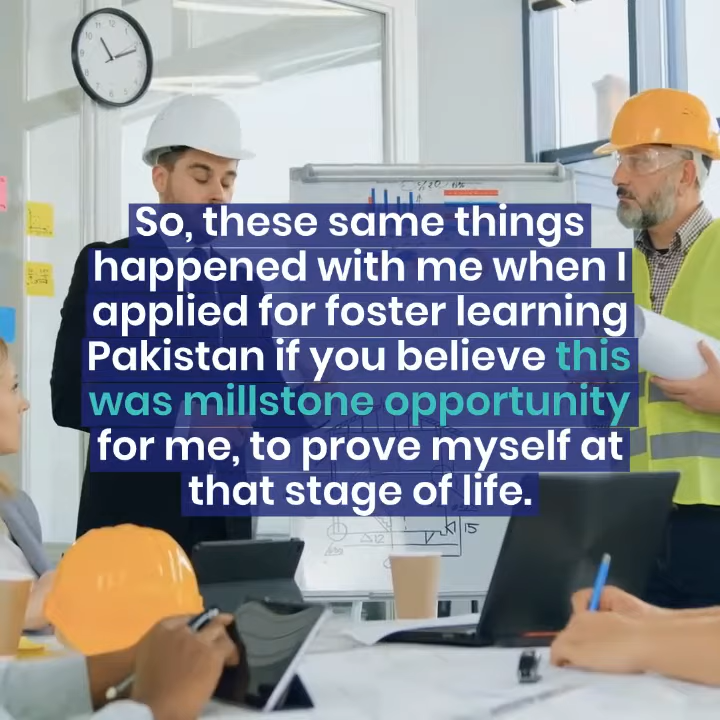 So, these same things
happened with me when I
applied for foster learning
Pakistan if you believe this
was millstone opportunity
for me, to prove myself at
that stage of life.
15